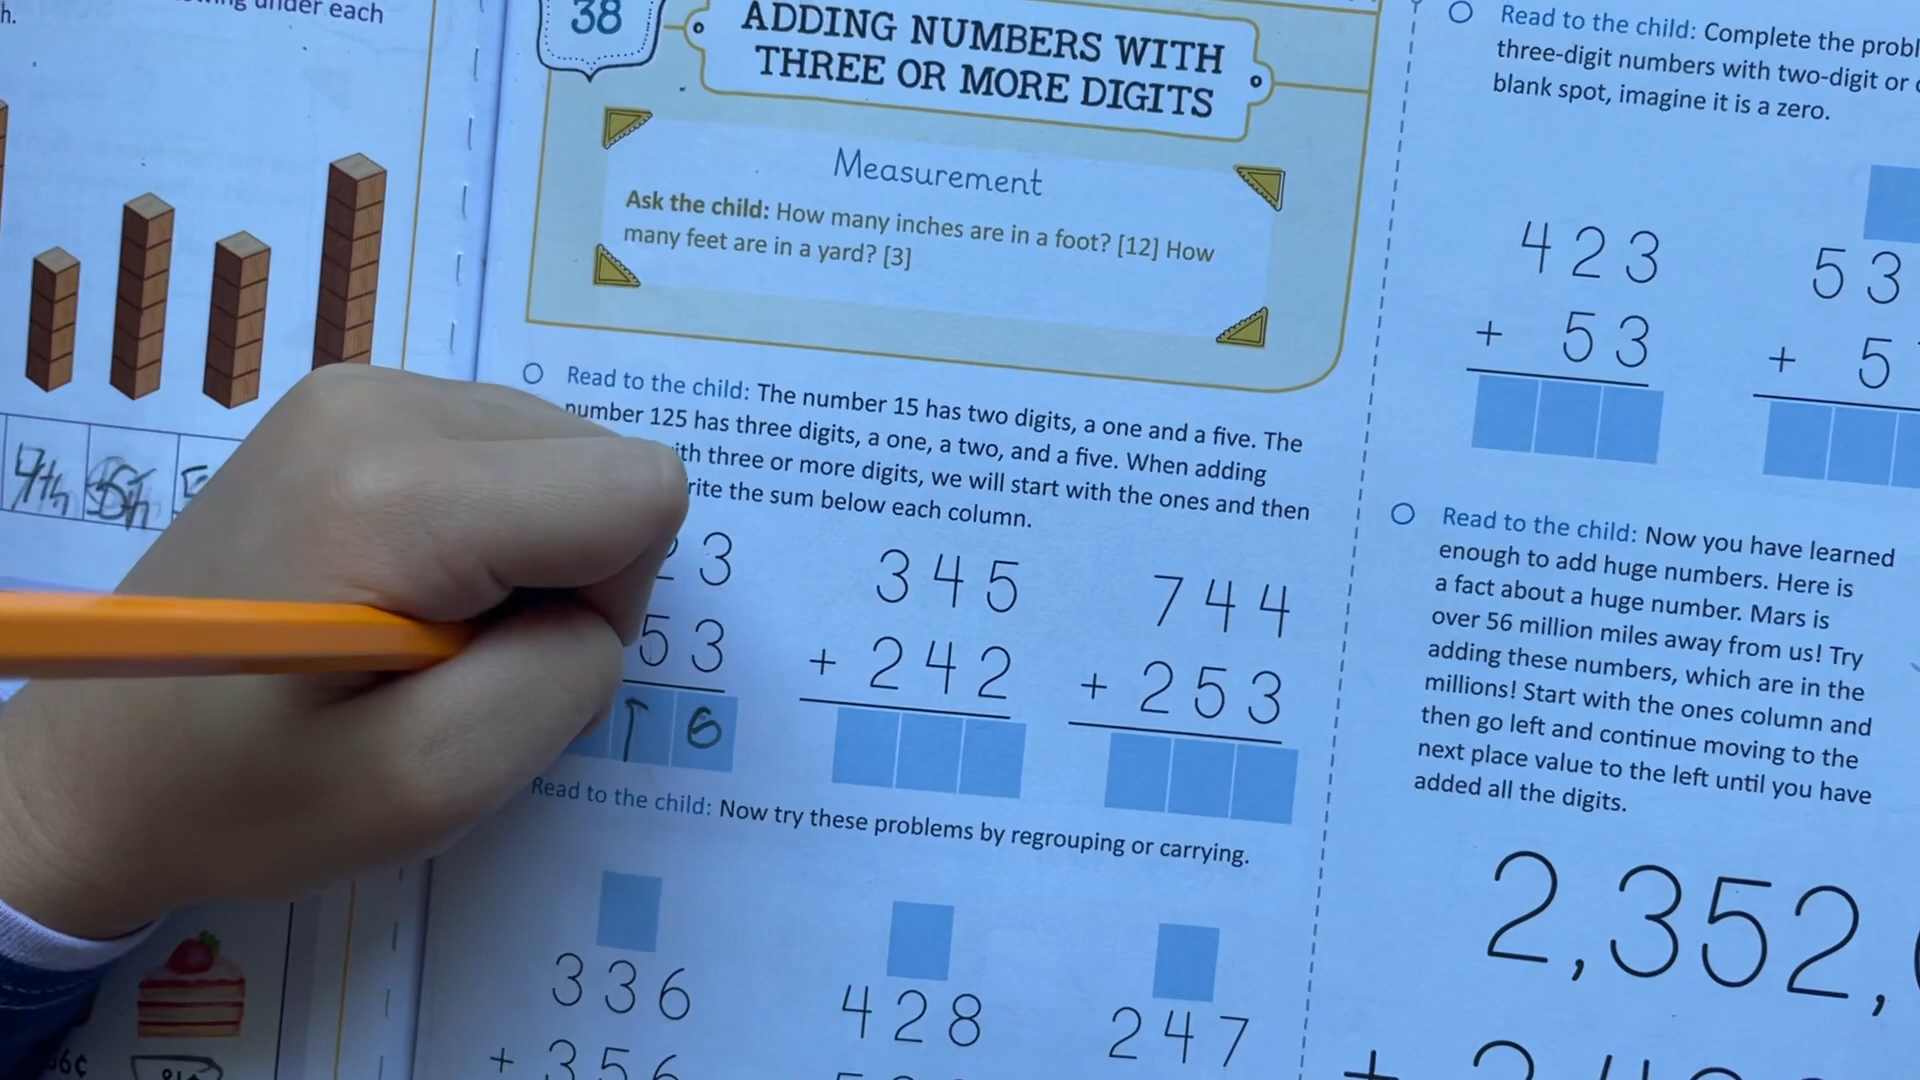 h.
under each
4th 5th
6¢
38
ADDING NUMBERS WITH
THREE OR MORE DIGITS
Measurement
Ask the child: How many inches are in a foot? [12] How
many feet are in a yard? [3]
Read to the child: The number 15 has two digits, a one and a five. The
number 125 has three digits, a one, a two, and a five. When adding
with three or more digits, we will start with the ones and then
write the sum below each column.
3 345 744
53 + 242 + 253
6
Read to the child: Now try these problems by regrouping or carrying.
336 428 247
+ 356
Read to the child: Complete the
three-digit numbers with two-digit or
blank spot, imagine it is a zero.
423 53
+ 53 + 5
Read to the child: Now you have learned
enough to add huge numbers. Here is
a fact about a huge number. Mars is
over 56 million miles away from us! Try
adding these numbers, which are in the
millions! Start with the ones column and
then go left and continue moving to the
next place value to the left until you have
added all the digits.
2,352,
+